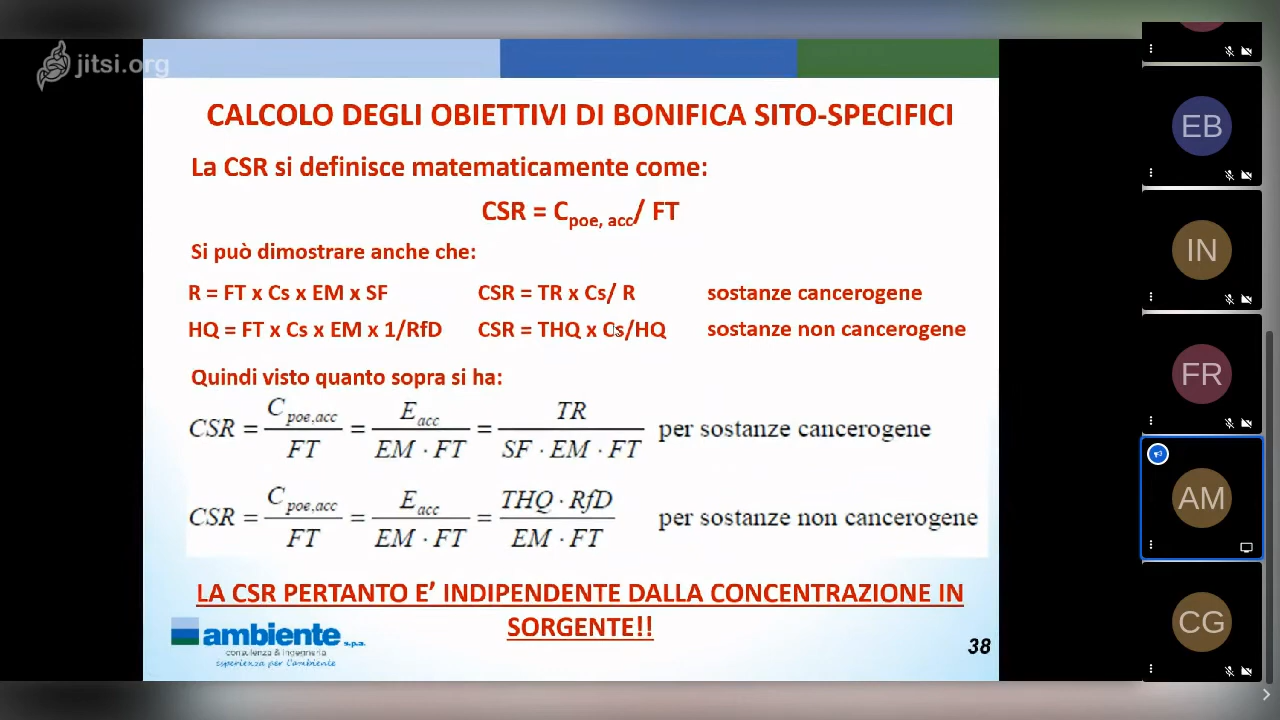 jitsi.org
CALCOLO DEGLI OBIETTIVI DI BONIFICA SITO-SPECIFICI
La CSR si definisce matematicamente come:
CSR = C poe, acc / FT
Si può dimostrare anche che:
R = FT x Cs x EM x SF CSR = TR x Cs/ R sostanze cancerogene
HQ = FT x Cs x EM x 1/RfD CSR = THQ x Cs/HQ sostanze non cancerogene
Quindi visto quanto sopra si ha:
CSR = C poe,acc / FT = E acc / EM · FT = TR / SF · EM · FT per sostanze cancerogene
CSR = C poe,acc / FT = E acc / EM · FT = THQ · RfD / EM · FT per sostanze non cancerogene
LA CSR PERTANTO E’ INDIPENDENTE DALLA CONCENTRAZIONE IN
SORGENTE!!
ambiente s.p.a.
consulenza & ingegneria
esperienza per l'ambiente
38
EB
IN
FR
AM
CG